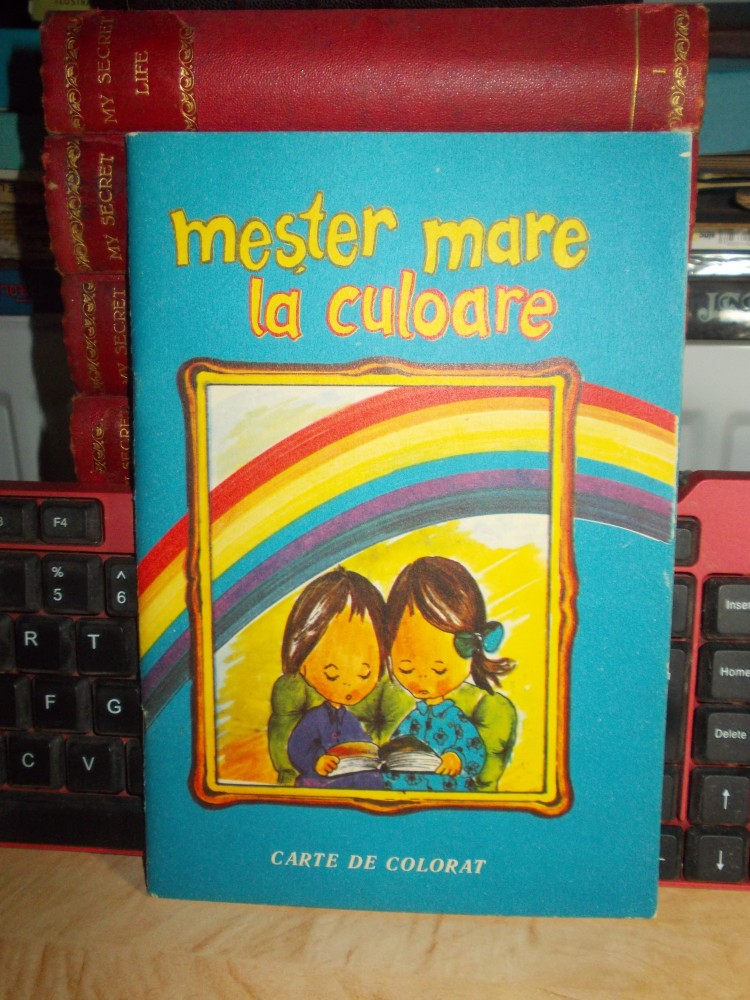 MY SECRET
LIFE
I
MY SECRET
MY SECRET
SECRET
meșter mare
la culoare
CARTE DE COLORAT
F4
%
5
^
6
R
T
F
G
C
V
Home
Delete
↑
↓